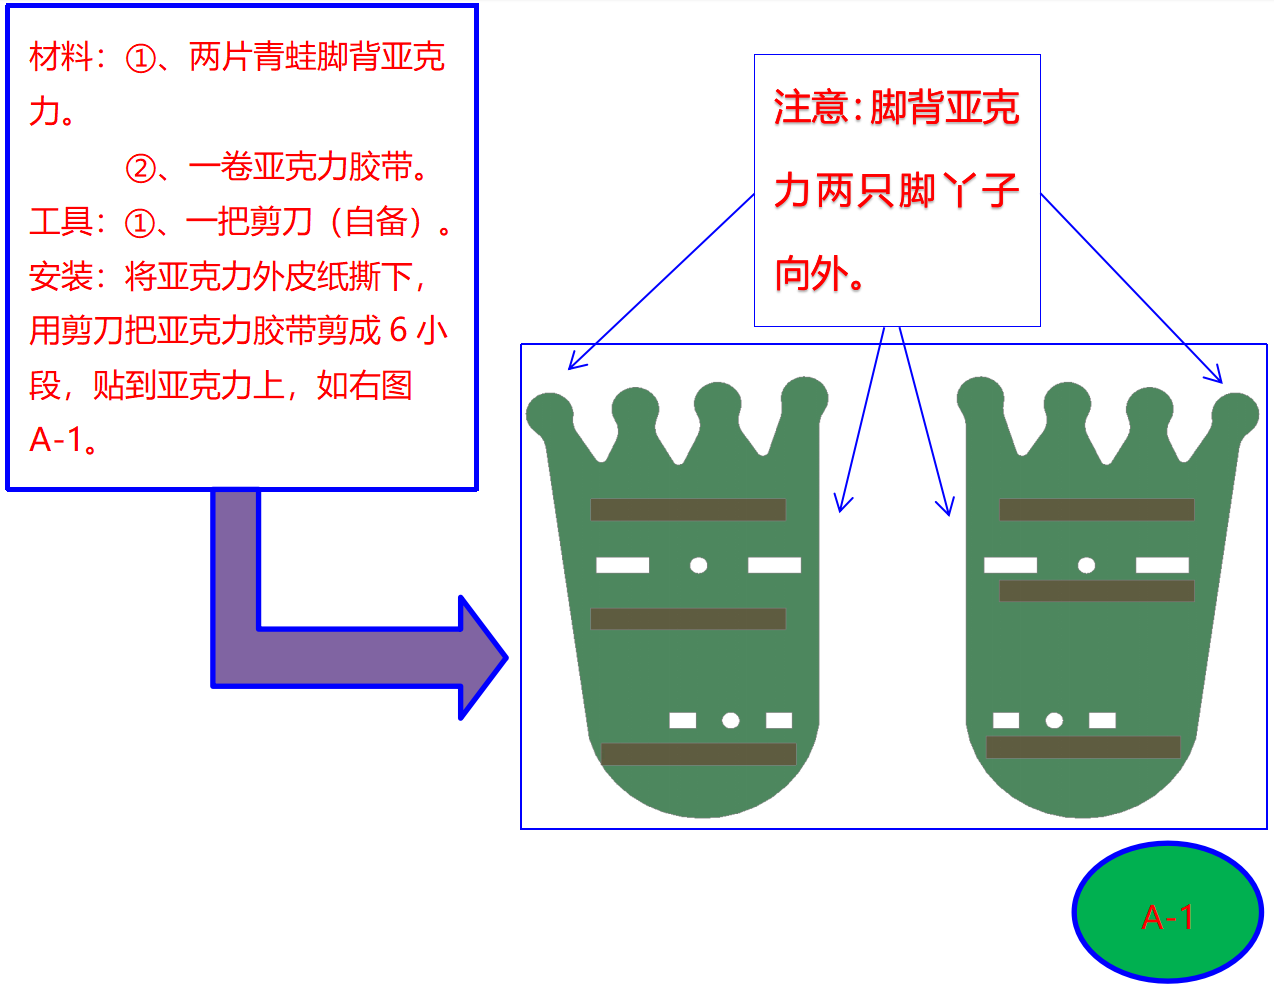 材料：①、两片青蛙脚背亚克
力。
②、一卷亚克力胶带。
工具：①、一把剪刀（自备）。
安装：将亚克力外皮纸撕下，
用剪刀把亚克力胶带剪成 6 小
段，贴到亚克力上，如右图
A-1。
注意：脚背亚克
力两只脚丫子
向外。
A-1